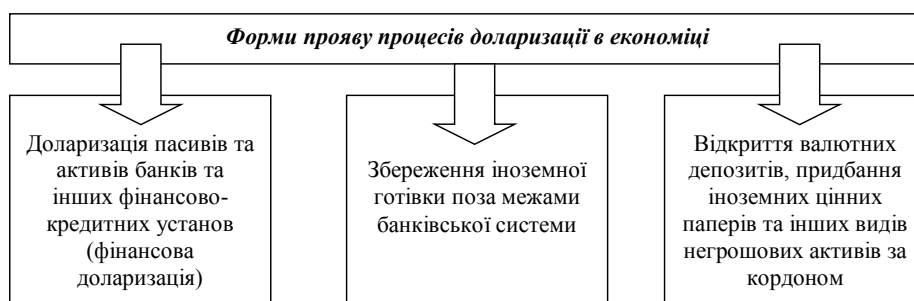 Форми прояву процесів доларизації в економіці
Доларизація пасивів та
активів банків та
інших фінансово-
кредитних установ
(фінансова
доларизація)
Збереження іноземної
готівки поза межами
банківської системи
Відкриття валютних
депозитів, придбання
іноземних цінних
паперів та інших видів
негрошових активів за
кордоном